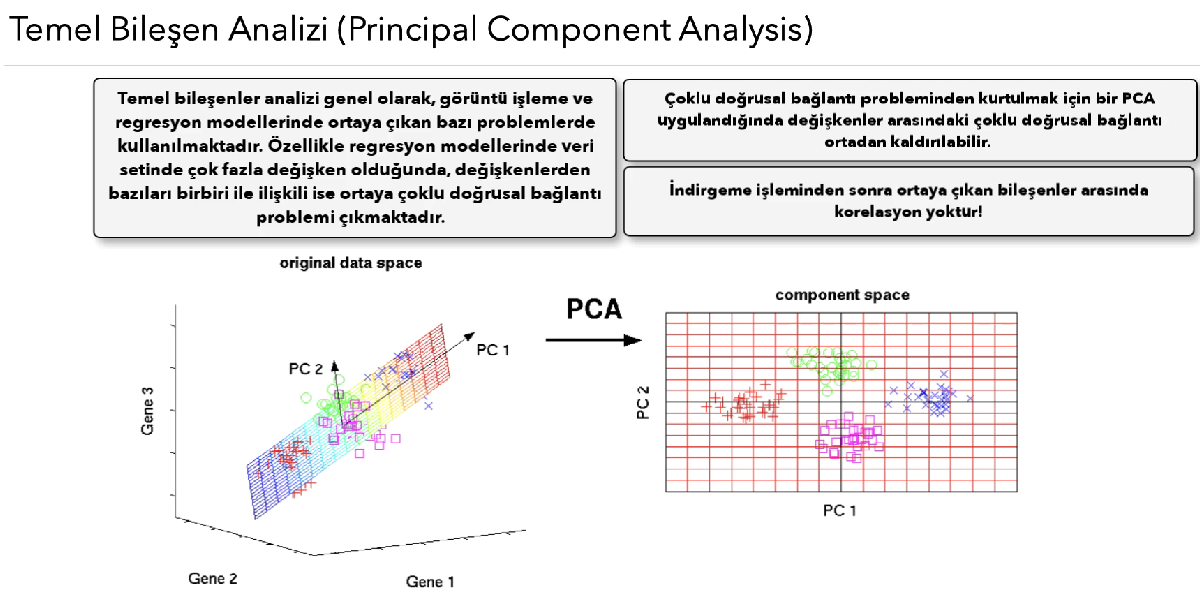 Temel Bileşen Analizi (Principal Component Analysis)
Temel bileşenler analizi genel olarak, görüntü işleme ve
regresyon modellerinde ortaya çıkan bazı problemlerde
kullanılmaktadır. Özellikle regresyon modellerinde veri
setinde çok fazla değişken olduğunda, değişkenlerden
bazıları birbiri ile ilişkili ise ortaya çoklu doğrusal bağlantı
problemi çıkmaktadır.
Çoklu doğrusal bağlantı probleminden kurtulmak için bir PCA
uygulandığında değişkenler arasındaki çoklu doğrusal bağlantı
ortadan kaldırılabilir.
İndirgeme işleminden sonra ortaya çıkan bileşenler arasında
korelasyon yoktur!
original data space
PC 1
PC 2
Gene 3
Gene 2
Gene 1
PCA
component space
PC 2
PC 1